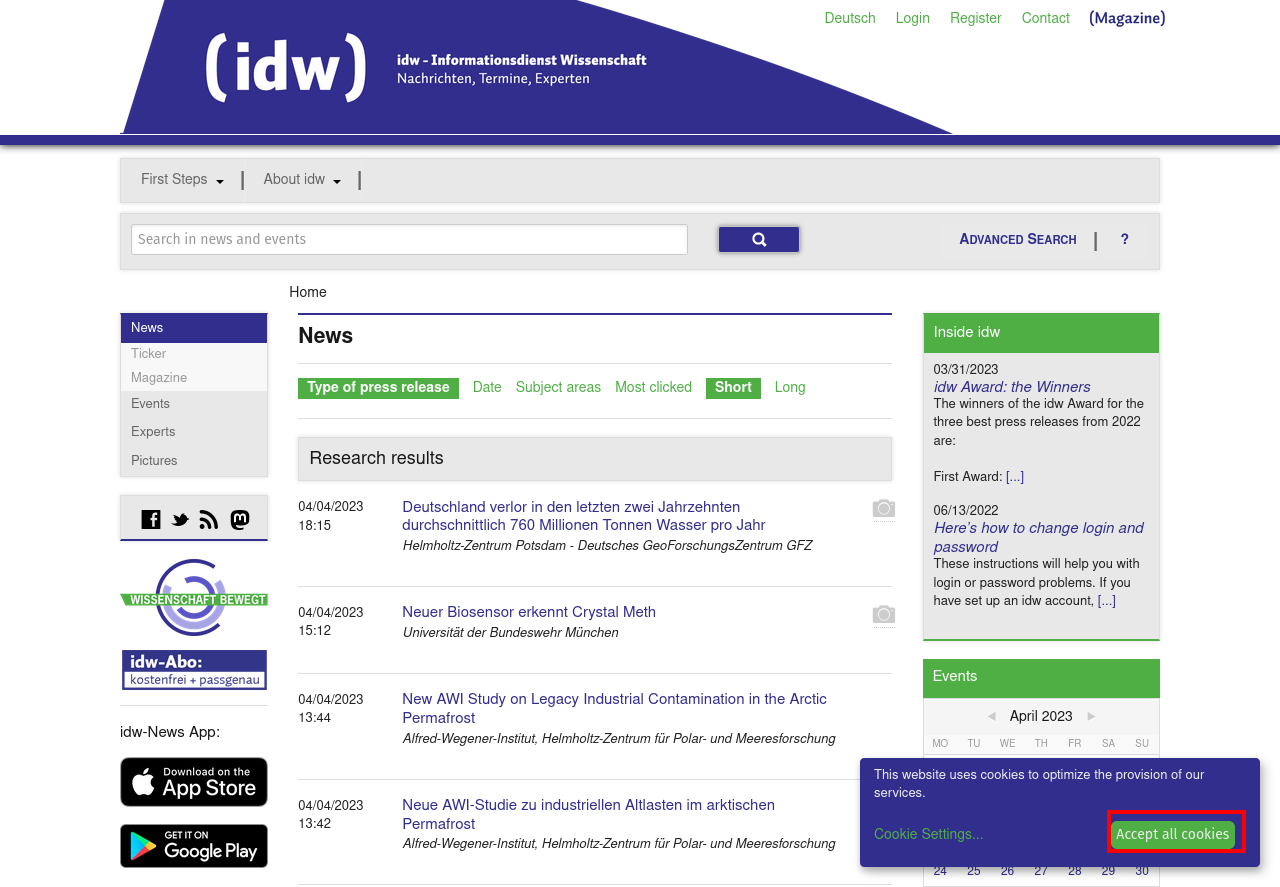 Deutsch Login Register Contact (Magazine)
(idw)
idw - Informationsdienst Wissenschaft
Nachrichten, Termine, Experten
First Steps | About idw |
Search in news and events
ADVANCED SEARCH | ?
Home
News
Ticker
Magazine
Events
Experts
Pictures
WISSENSCHAFT BEWEGT
idw-Abo:
kostenfrei + passgenau
idw-News App:
Download on the
App Store
GET IT ON
Google Play
News
Type of press release Date Subject areas Most clicked Short Long
Research results
04/04/2023
18:15
Deutschland verlor in den letzten zwei Jahrzehnten
durchschnittlich 760 Millionen Tonnen Wasser pro Jahr
Helmholtz-Zentrum Potsdam - Deutsches GeoForschungsZentrum GFZ
04/04/2023
15:12
Neuer Biosensor erkennt Crystal Meth
Universität der Bundeswehr München
04/04/2023
13:44
New AWI Study on Legacy Industrial Contamination in the Arctic
Permafrost
Alfred-Wegener-Institut, Helmholtz-Zentrum für Polar- und Meeresforschung
04/04/2023
13:42
Neue AWI-Studie zu industriellen Altlasten im arktischen
Permafrost
Alfred-Wegener-Institut, Helmholtz-Zentrum für Polar- und Meeresforschung
Inside idw
03/31/2023
idw Award: the Winners
The winners of the idw Award for the
three best press releases from 2022
are:
First Award: [...]
06/13/2022
Here's how to change login and
password
These instructions will help you with
login or password problems. If you
have set up an idw account, [...]
Events
April 2023
MO TU WE TH FR SA SU
This website uses cookies to optimize the provision of our
services.
Cookie Settings...
Accept all cookies
24 25 26 27 28 29 30